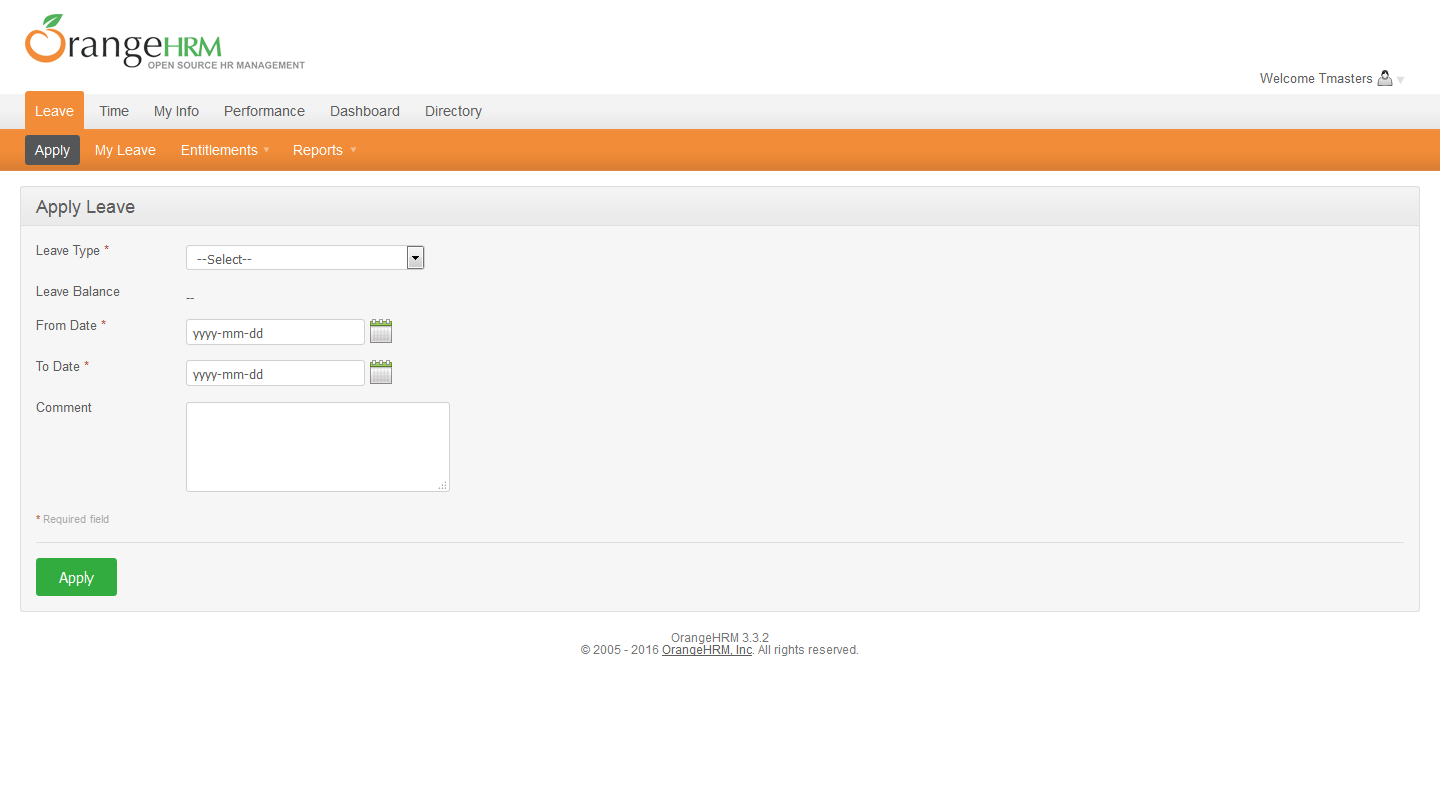 OrangeHRM
OPEN SOURCE HR MANAGEMENT
Welcome Tmasters
Leave Time My Info Performance Dashboard Directory
Apply My Leave Entitlements Reports
Apply Leave
Leave Type *
--Select--
Leave Balance
--
From Date *
yyyy-mm-dd
To Date *
yyyy-mm-dd
Comment
* Required field
Apply
OrangeHRM 3.3.2
© 2005 - 2016 OrangeHRM, Inc. All rights reserved.